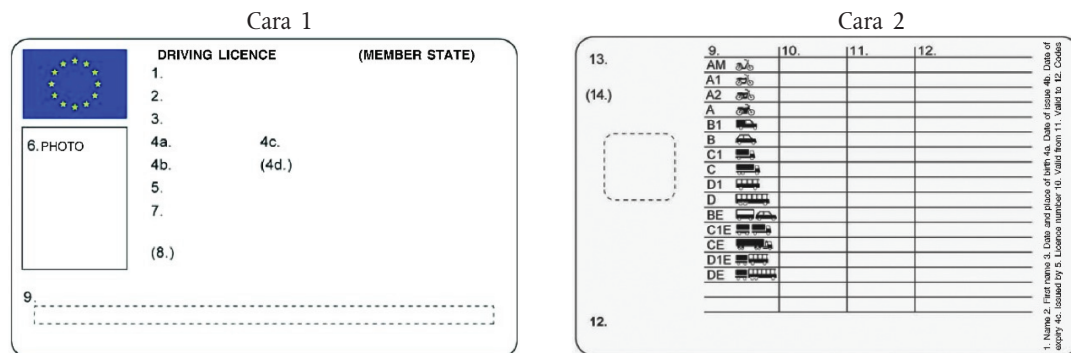 Cara 1
DRIVING LICENCE (MEMBER STATE)
1.
2.
3.
6. PHOTO
4a. 4c.
4b. (4d.)
5.
7.
(8.)
9.
Cara 2
13.
(14.)
9. 10. 11. 12.
AM
A1
A2
A
B1
B
C1
C
D1
D
BE
C1E
CE
D1E
DE
12.
1. Name 2. First name 3. Date and place of birth 4a. Date of issue 4b. Date of
expiry 4c. Issued by 5. Licence number 10. Valid from 11. Valid to 12. Codes